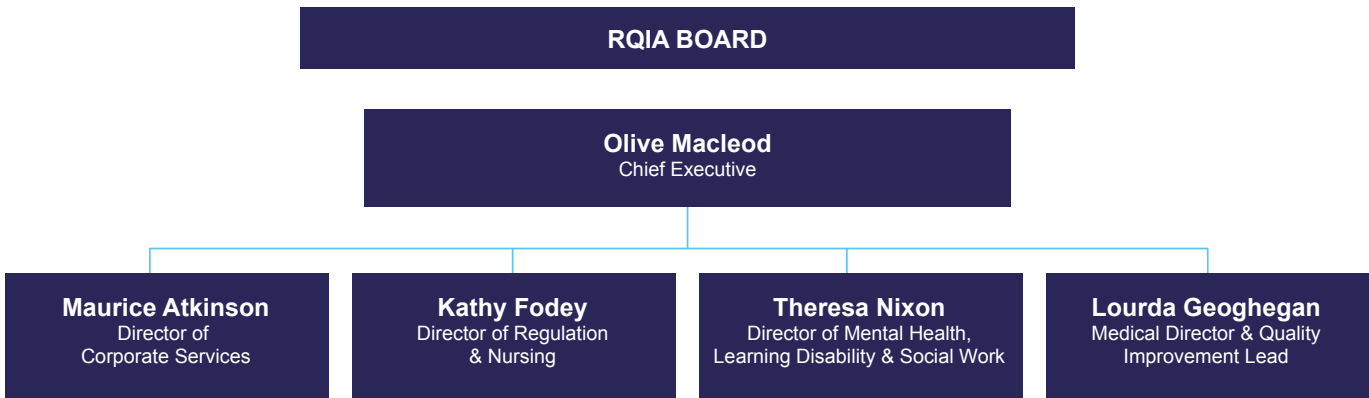 RQIA BOARD
Olive Macleod
Chief Executive
Maurice Atkinson
Director of
Corporate Services
Kathy Fodey
Director of Regulation
& Nursing
Theresa Nixon
Director of Mental Health,
Learning Disability & Social Work
Lourda Geoghegan
Medical Director & Quality
Improvement Lead